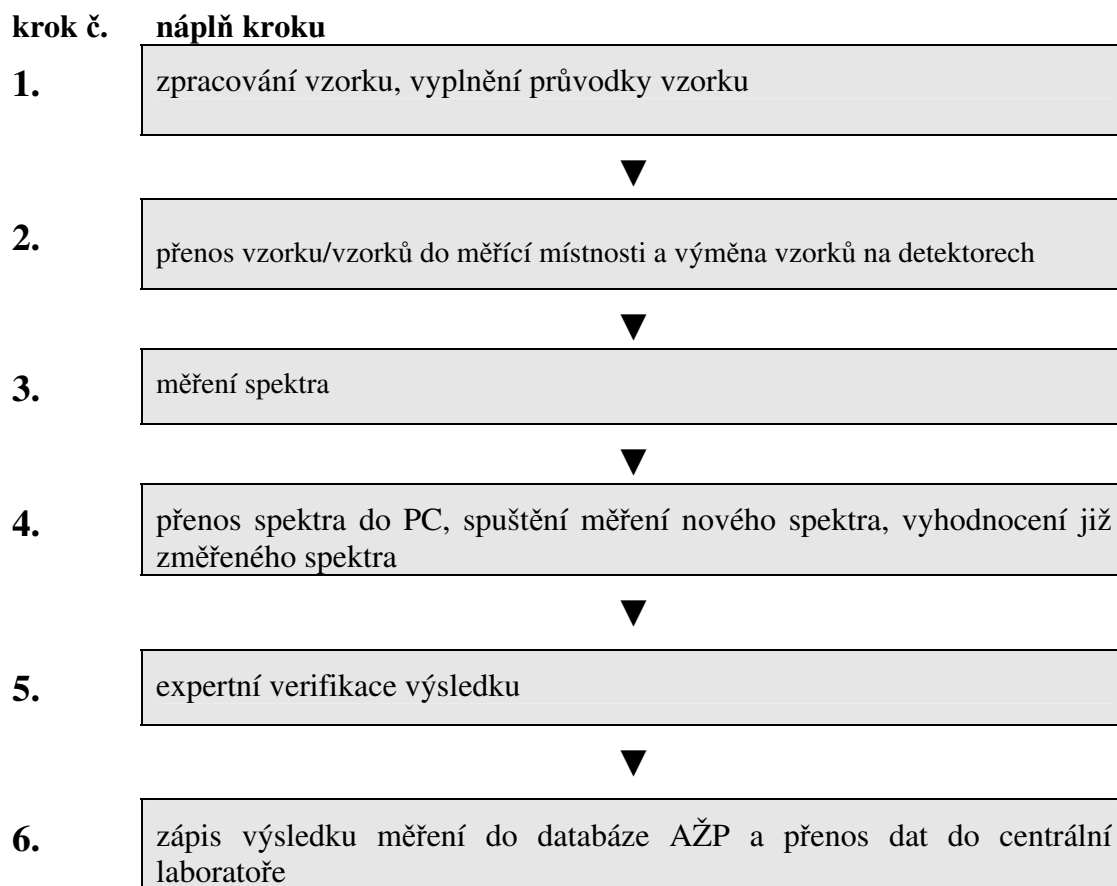 krok č. náplň kroku
1. zpracování vzorku, vyplnění průvodky vzorku
2. přenos vzorku/vzorků do měřící místnosti a výměna vzorků na detektorech
3. měření spektra
4. přenos spektra do PC, spuštění měření nového spektra, vyhodnocení již
změřeného spektra
5. expertní verifikace výsledku
6. zápis výsledku měření do databáze AŽP a přenos dat do centrální
laboratoře